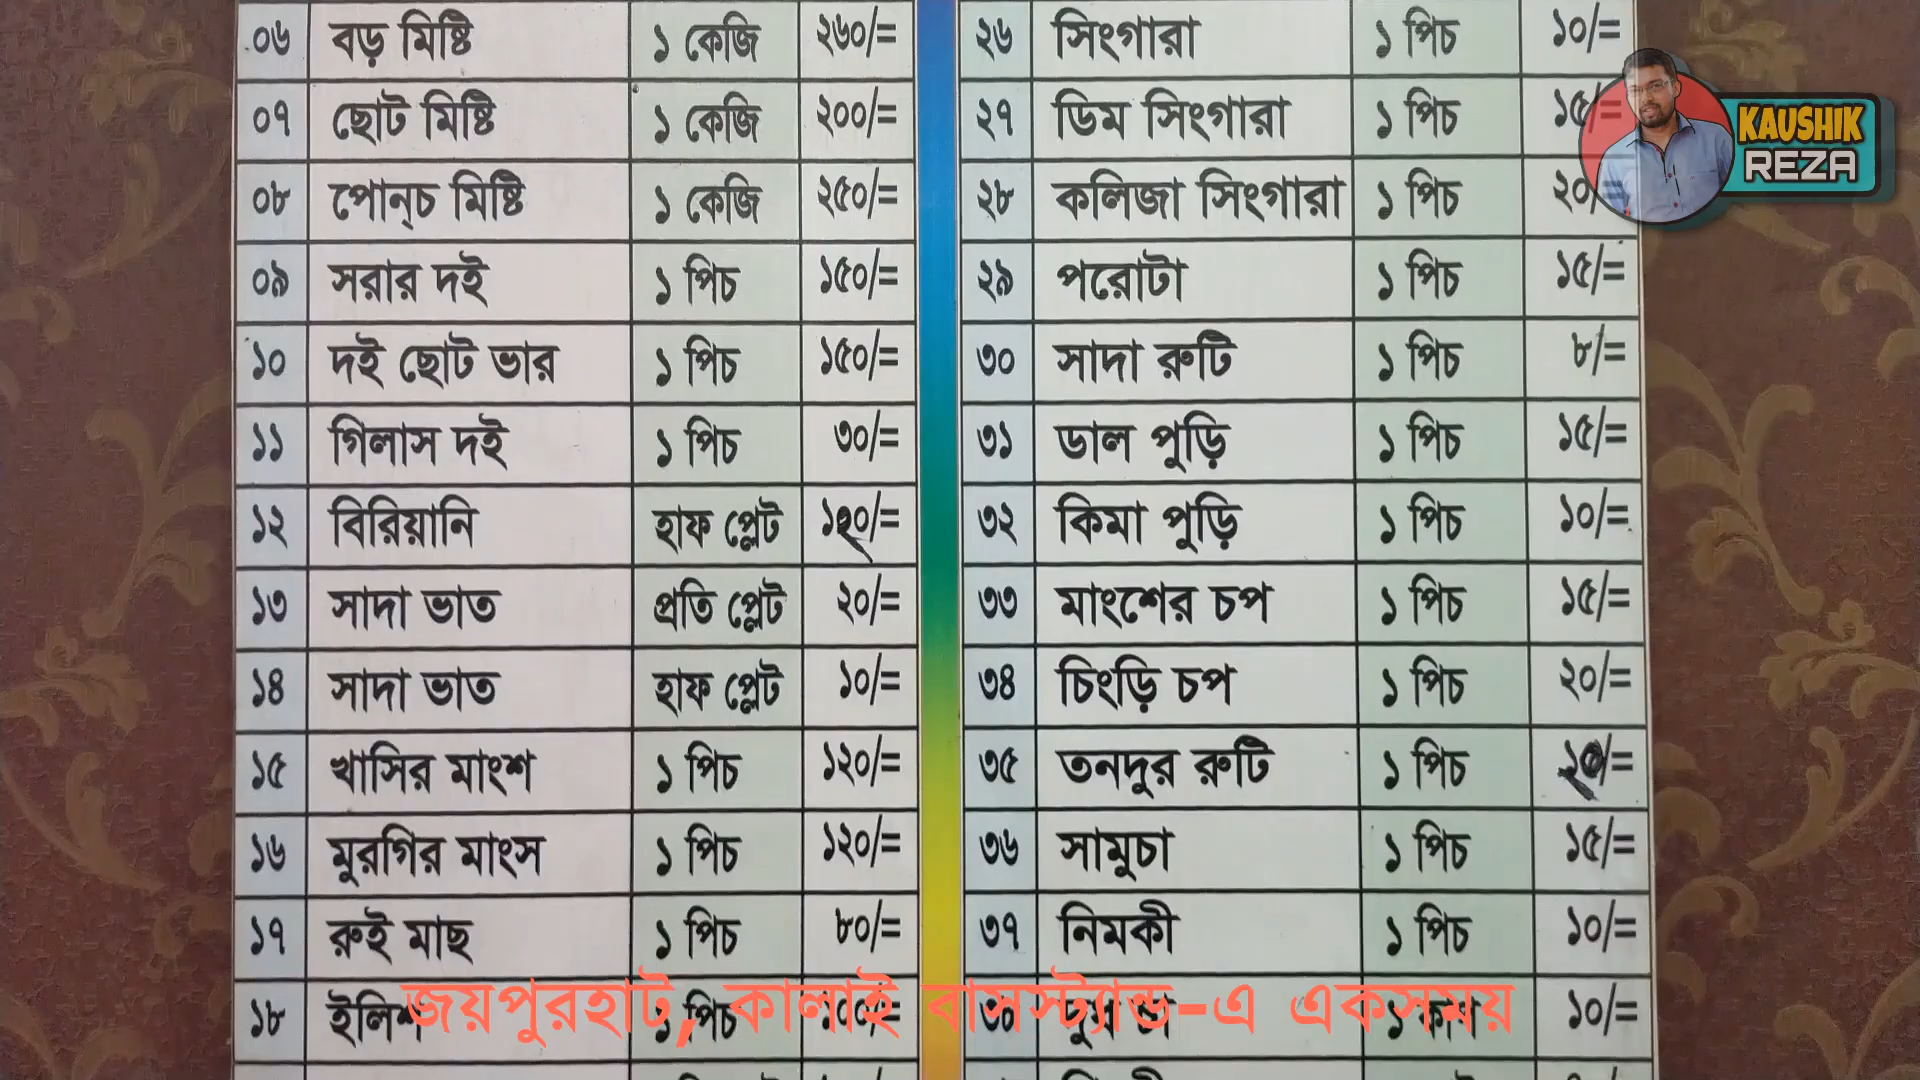 ০৬ বড় মিষ্টি ১ কেজি ২৬০/=
০৭ ছোট মিষ্টি ১ কেজি ২০০/=
০৮ পোন্চ মিষ্টি ১ কেজি ২৫০/=
০৯ সরার দই ১ পিচ ১৫০/=
১০ দই ছোট ভার ১ পিচ ১৫০/=
১১ গিলাস দই ১ পিচ ৩০/=
১২ বিরিয়ানি হাফ প্লেট ১২০/=
১৩ সাদা ভাত প্রতি প্লেট ২০/=
১৪ সাদা ভাত হাফ প্লেট ১০/=
১৫ খাসির মাংশ ১ পিচ ১২০/=
১৬ মুরগির মাংস ১ পিচ ১২০/=
১৭ রুই মাছ ১ পিচ ৮০/=
১৮ ইলিশ ১ পিচ
২৬ সিংগারা ১ পিচ ১০/=
২৭ ডিম সিংগারা ১ পিচ ১৫/=
২৮ কলিজা সিংগারা ১ পিচ ২০/=
২৯ পরোটা ১ পিচ ১৫/=
৩০ সাদা রুটি ১ পিচ ৮/=
৩১ ডাল পুড়ি ১ পিচ ১৫/=
৩২ কিমা পুড়ি ১ পিচ ১০/=
৩৩ মাংশের চপ ১ পিচ ১৫/=
৩৪ চিংড়ি চপ ১ পিচ ২০/=
৩৫ তনদুর রুটি ১ পিচ
৩৬ সামুচা ১ পিচ ১৫/=
৩৭ নিমকী ১ পিচ ১০/=
৩৮ ১ কাপ ১০/=
KAUSHIK
REZA
জয়পুরহাট, কালাই বাসস্ট্যান্ড-এ একসময়